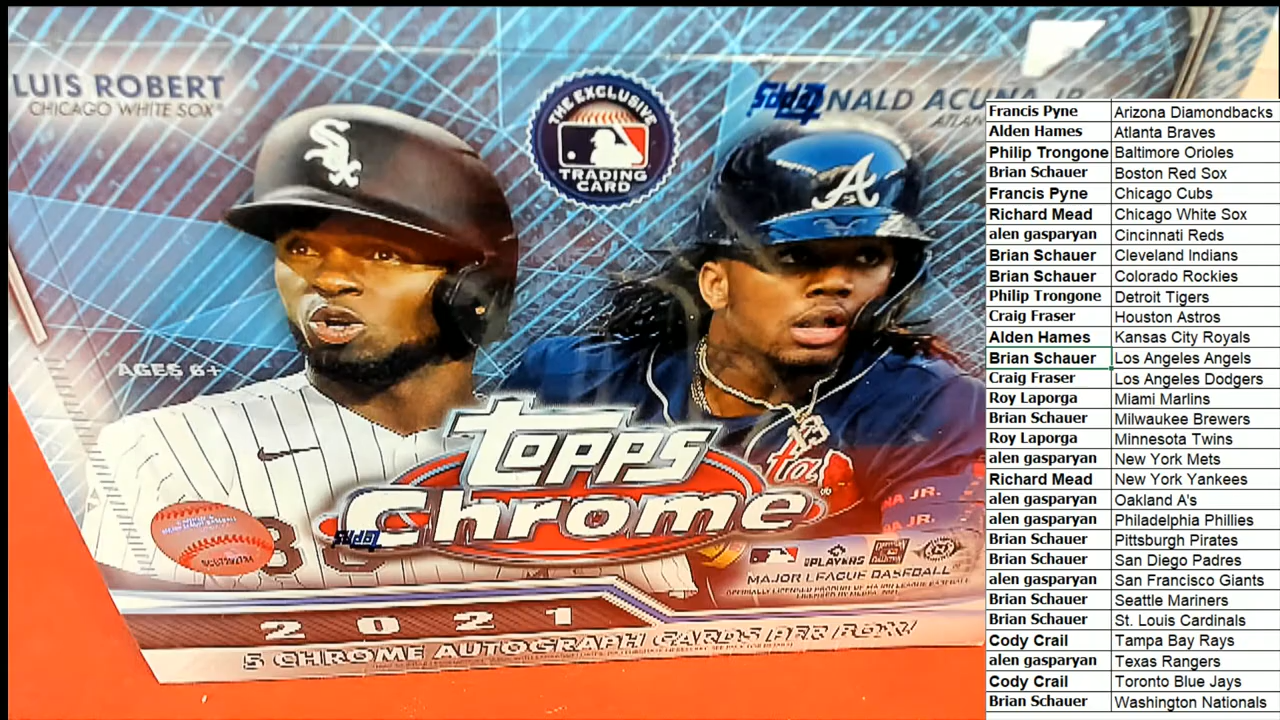 LUIS ROBERT
CHICAGO WHITE SOX
THE EXCLUSIVE
TRADING
CARD
NALD ACUÑA JR.
Sox
A
AGES 6+
topps
Chrome
MAJOR LEAGUE BASEBALL
PLAYERS
NA JR.
JR.
2021
5 CHROME AUTOGRAPH CARDS PER BOX!
Francis Pyne Arizona Diamondbacks
Alden Hames Atlanta Braves
Philip Trongone Baltimore Orioles
Brian Schauer Boston Red Sox
Francis Pyne Chicago Cubs
Richard Mead Chicago White Sox
alen gasparyan Cincinnati Reds
Brian Schauer Cleveland Indians
Brian Schauer Colorado Rockies
Philip Trongone Detroit Tigers
Craig Fraser Houston Astros
Alden Hames Kansas City Royals
Brian Schauer Los Angeles Angels
Craig Fraser Los Angeles Dodgers
Roy Laporga Miami Marlins
Brian Schauer Milwaukee Brewers
Roy Laporga Minnesota Twins
alen gasparyan New York Mets
Richard Mead New York Yankees
alen gasparyan Oakland A's
alen gasparyan Philadelphia Phillies
Brian Schauer Pittsburgh Pirates
Brian Schauer San Diego Padres
alen gasparyan San Francisco Giants
Brian Schauer Seattle Mariners
Brian Schauer St. Louis Cardinals
Cody Crail Tampa Bay Rays
alen gasparyan Texas Rangers
Cody Crail Toronto Blue Jays
Brian Schauer Washington Nationals